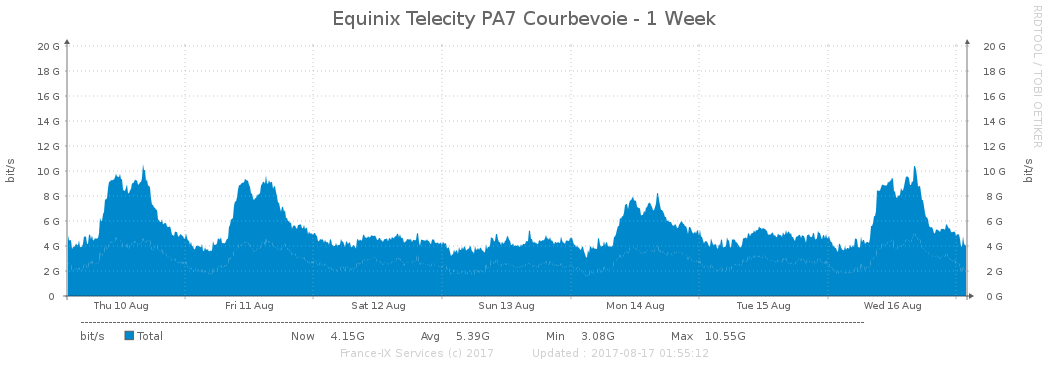 Equinix Telecity PA7 Courbevoie - 1 Week
RRDTOOL / TOBI OETIKER
20 G 20 G
18 G 18 G
16 G 16 G
14 G 14 G
12 G 12 G
10 G 10 G
8 G 8 G
6 G 6 G
4 G 4 G
2 G 2 G
0 0 G
bit/s
bit/s
Thu 10 Aug Fri 11 Aug Sat 12 Aug Sun 13 Aug Mon 14 Aug Tue 15 Aug Wed 16 Aug
bit/s Total Now 4.15G Avg 5.39G Min 3.08G Max 10.55G
France-IX Services (c) 2017 Updated : 2017-08-17 01:55:12